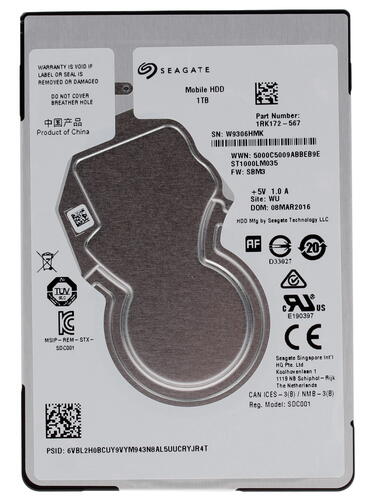 WARRANTY IS VOID IF
LABEL OR SEAL IS
REMOVED OR DAMAGED
DO NOT COVER
BREATHER HOLE
中国产品
Product of China
SEAGATE
Mobile HDD
1TB
Part Number:
1RK172-567
SN: W9306HMK
WWN: 5000C5009ABBEB9E
ST1000LM035
FW: SBM3
+5V 1.0 A
Site: WU
DOM: 08MAR2016
HDD Mfg by Seagate Technology LLC
AF
D33027
20
TUV
MSIP-REM-STX-
SDC001
c RU us
E190397
CE
Seagate Singapore Int'l
HQ Pte. Ltd
Koolhovenlaan 1
1119 NB Schiphol-Rijk
The Netherlands
CAN ICES-3(B) / NMB-3(B)
Reg. Model: SDC001
PSID: 6VBL2H0BCUY9VYM943N8AL5UUCRYJR4T